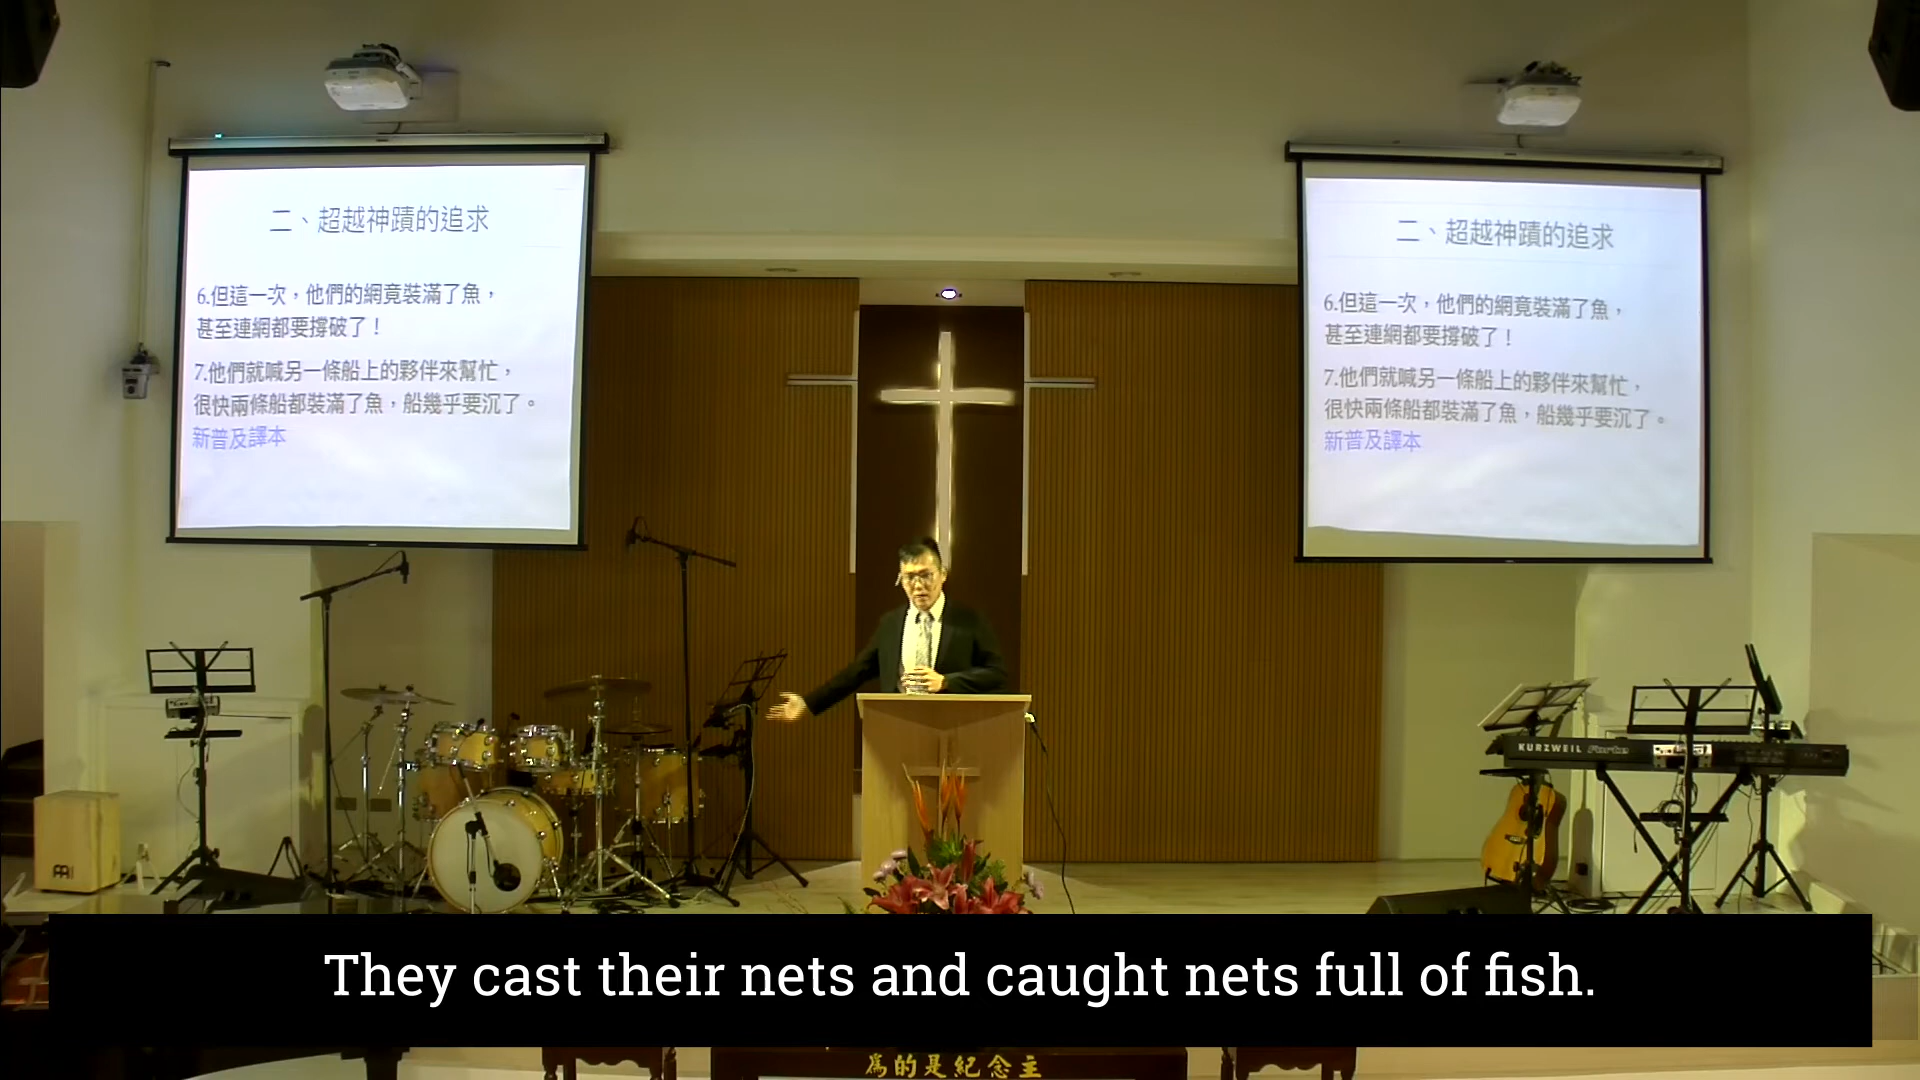 二、超越神蹟的追求
6.但這一次，他們的網竟裝滿了魚，
甚至連網都要撐破了！
7.他們就喊另一條船上的夥伴來幫忙，
很快兩條船都裝滿了魚，船幾乎要沉了。
新普及譯本
二、超越神蹟的追求
6.但這一次，他們的網竟裝滿了魚，
甚至連網都要撐破了！
7.他們就喊另一條船上的夥伴來幫忙，
很快兩條船都裝滿了魚，船幾乎要沉了。
新普及譯本
KURZWEIL Forte
They cast their nets and caught nets full of fish.
為的是紀念主